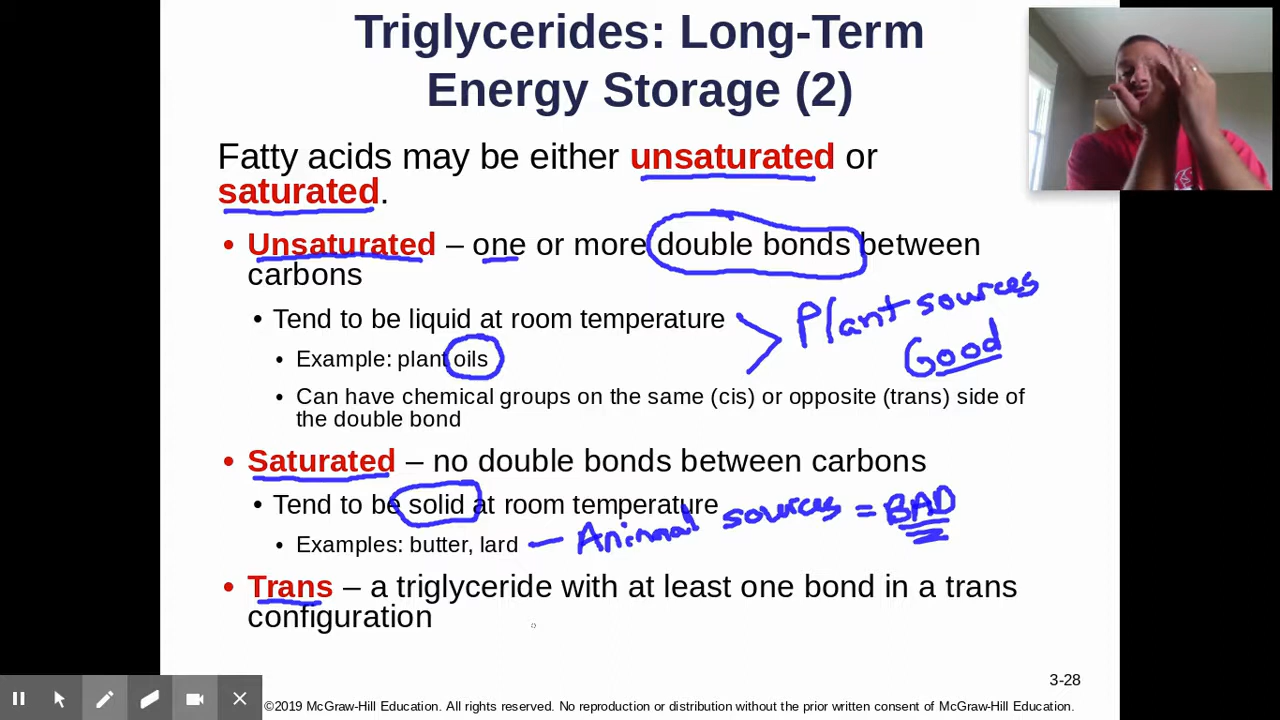 Triglycerides: Long-Term
Energy Storage (2)
Fatty acids may be either unsaturated or
saturated.
• Unsaturated – one or more double bonds between
carbons
• Tend to be liquid at room temperature
Plant sources
Good
• Example: plant oils
• Can have chemical groups on the same (cis) or opposite (trans) side of
the double bond
• Saturated – no double bonds between carbons
• Tend to be solid at room temperature
• Examples: butter, lard – Animal sources = BAD
• Trans – a triglyceride with at least one bond in a trans
configuration
3-28
©2019 McGraw-Hill Education. All rights reserved. No reproduction or distribution without the prior written consent of McGraw-Hill Education.